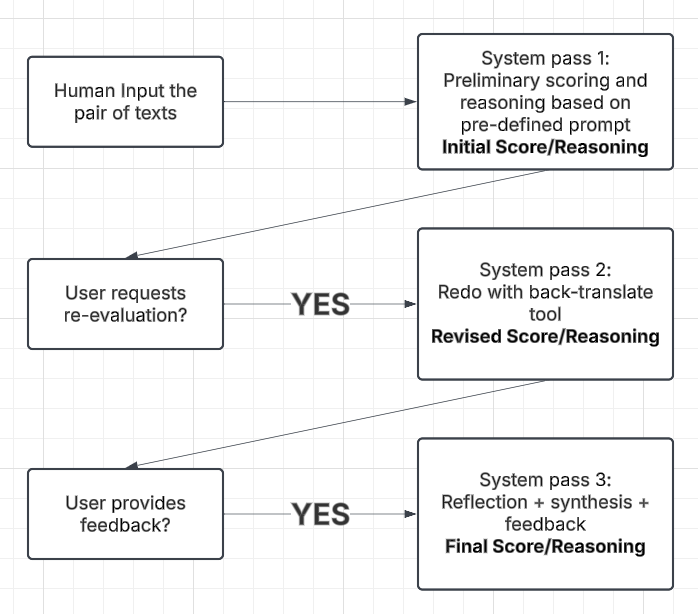 Human Input the
pair of texts
System pass 1:
Preliminary scoring and
reasoning based on
pre-defined prompt
Initial Score/Reasoning
User requests
re-evaluation?
YES
System pass 2:
Redo with back-translate
tool
Revised Score/Reasoning
User provides
feedback?
YES
System pass 3:
Reflection + synthesis +
feedback
Final Score/Reasoning